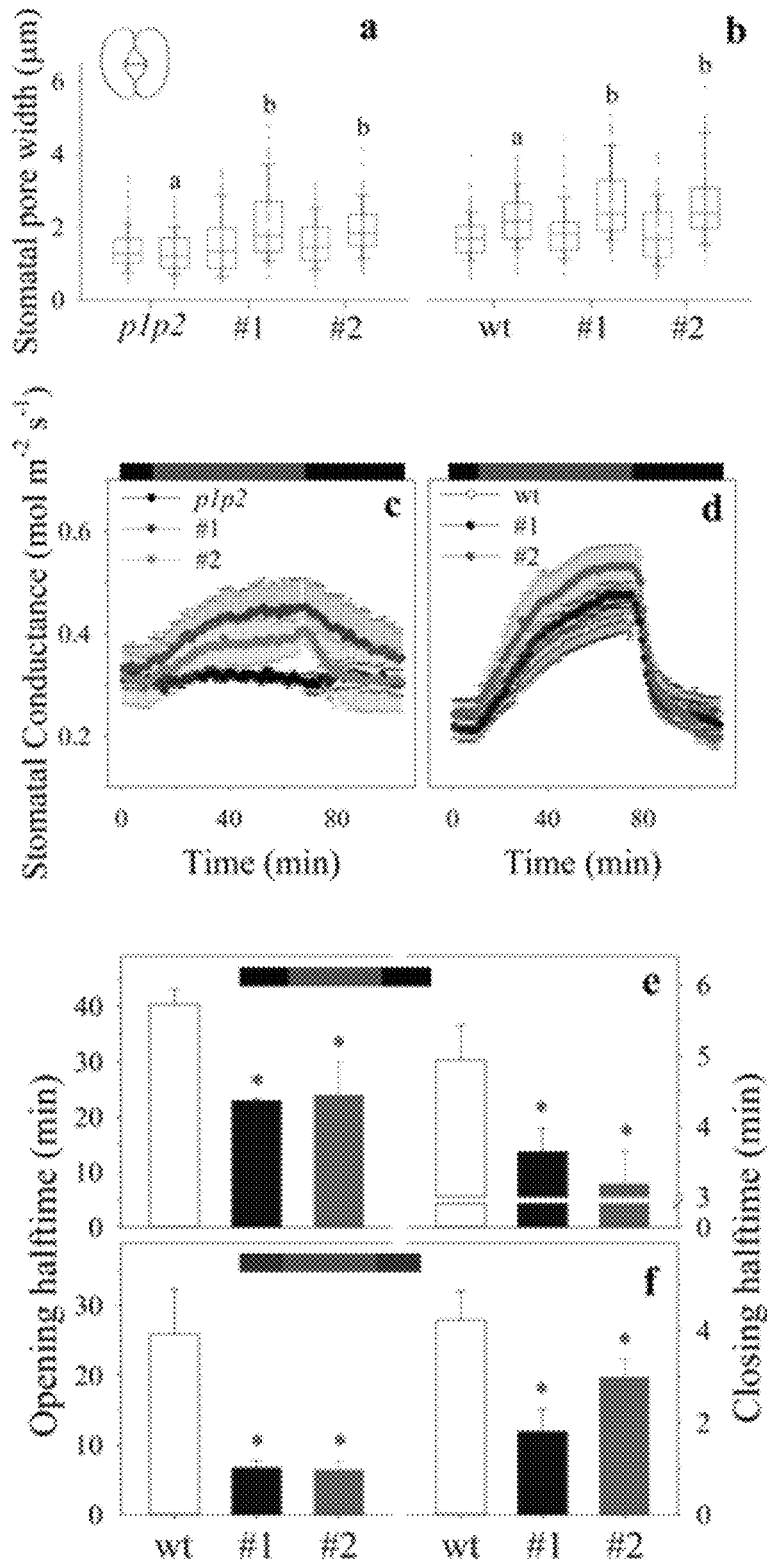 a
b
Stomatal pore width (μm)
6
4
2
0
a
b
b
a
b
b
p1p2
#1
#2
wt
#1
#2
Stomatal Conductance (mol m-2 s-1)
0.6
0.4
0.2
c
p1p2
#1
#2
d
wt
#1
#2
0
40
80
0
40
80
Time (min)
Time (min)
e
Opening halftime (min)
40
30
20
10
0
6
5
4
3
0
Closing halftime (min)
f
30
20
10
0
4
2
0
wt
#1
#2
wt
#1
#2